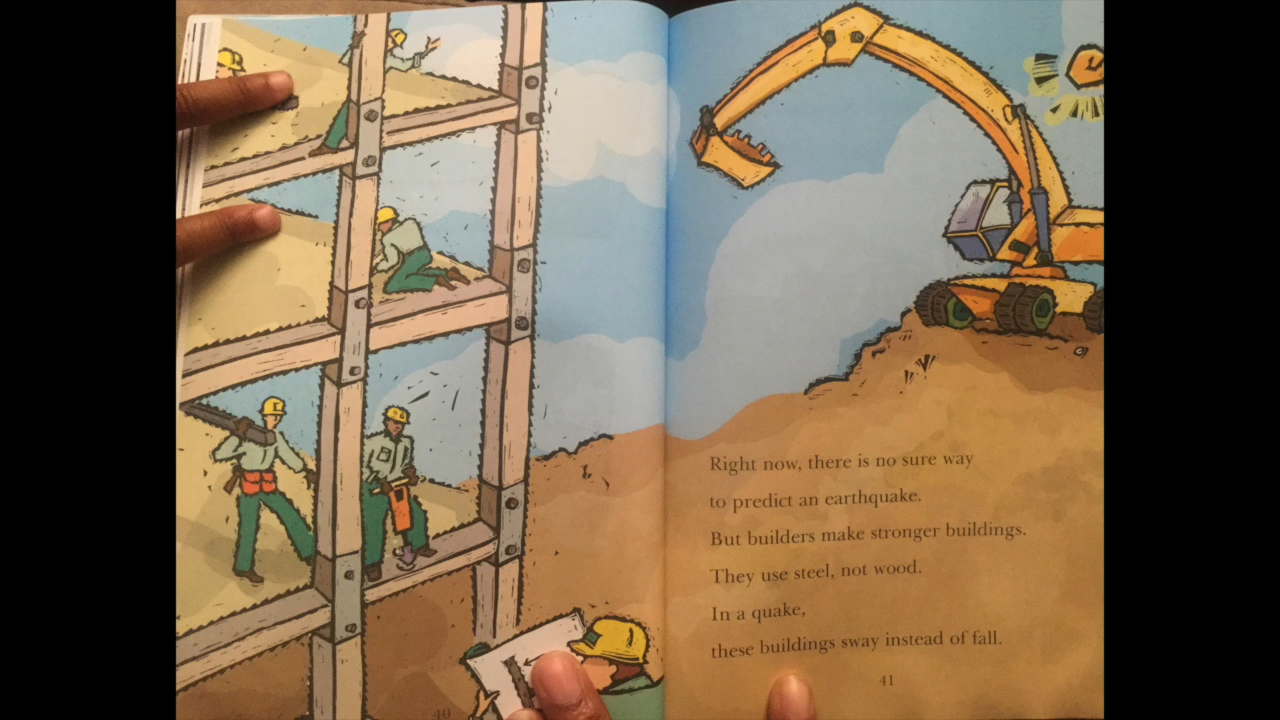 Right now, there is no sure way
to predict an earthquake.
But builders make stronger buildings.
They use steel, not wood.
In a quake,
these buildings sway instead of fall.
40
41